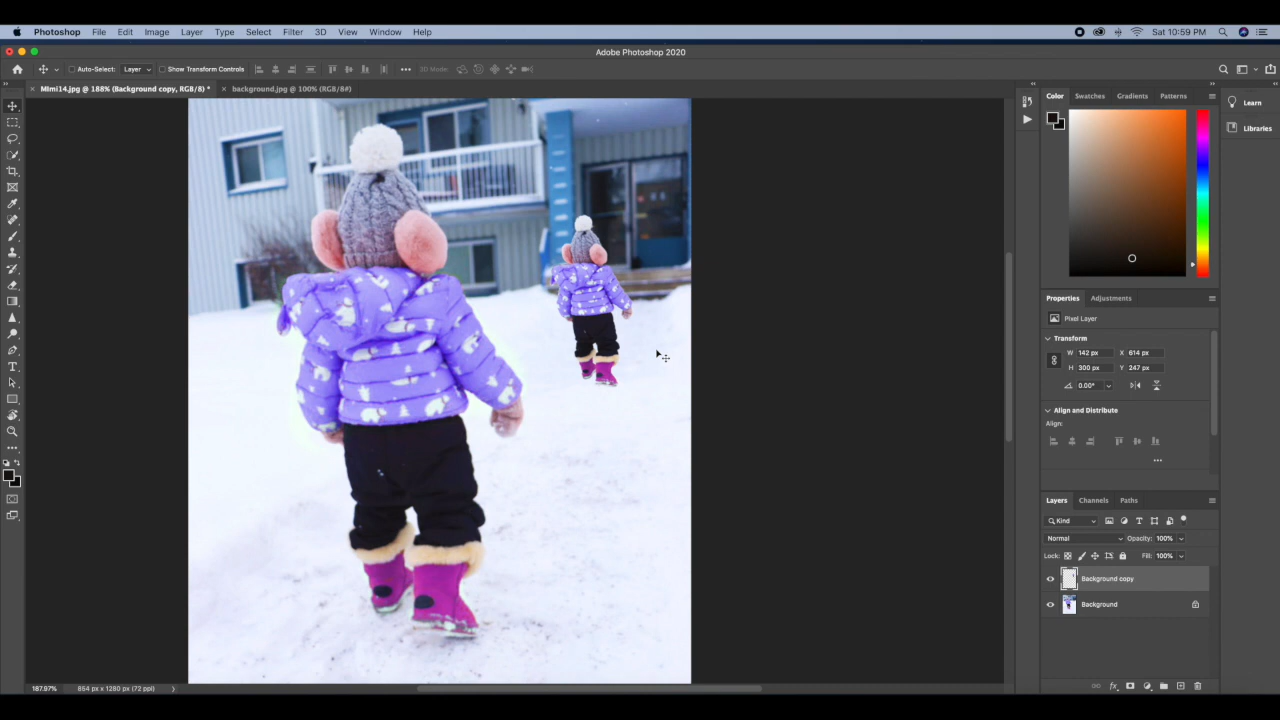 Photoshop File Edit Image Layer Type Select Filter 3D View Window Help Sat 10:59 PM
Adobe Photoshop 2020
Auto-Select: Layer Show Transform Controls 3D Mode:
Mimi14.jpg @ 188% (Background copy, RGB/8) * background.jpg @ 100% (RGB/8#)
Color Swatches Gradients Patterns
Learn
Libraries
Properties Adjustments
Pixel Layer
Transform
W 142 px X 614 px
H 300 px Y 247 px
0.00°
Align and Distribute
Align:
Layers Channels Paths
Kind
Normal Opacity: 100%
Lock: Fill: 100%
Background copy
Background
187.97% 854 px x 1280 px (72 ppi)
fx